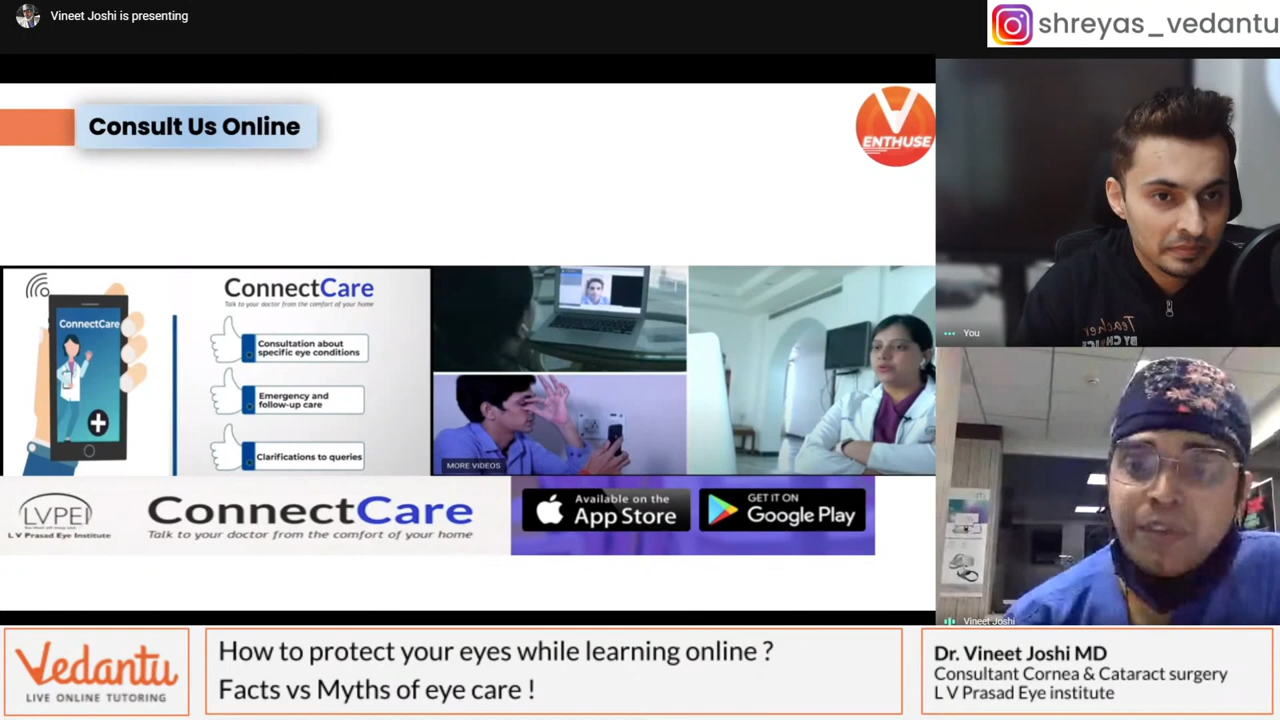 Vineet Joshi is presenting
shreyas_vedantu
Consult Us Online
V
ENTHUSE
ConnectCare
ConnectCare
Talk to your doctor from the comfort of your home
Consultation about
specific eye conditions
Emergency and
follow-up care
Clarifications to queries
MORE VIDEOS
You
Teacher
BY CH
Vineet Joshi
LVPEI
L V Prasad Eye Institute
ConnectCare
Talk to your doctor from the comfort of your home
Available on the
App Store
GET IT ON
Google Play
Vedantu
LIVE ONLINE TUTORING
How to protect your eyes while learning online ?
Facts vs Myths of eye care !
Dr. Vineet Joshi MD
Consultant Cornea & Cataract surgery
L V Prasad Eye institute